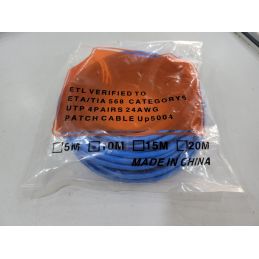 ETL VERIFIED TO
ETA/TIA 568 CATEGORY5
UTP 4PAIRS 24AWG
PATCH CABLE Up5004
5M 10M 15M 20M
MADE IN CHINA